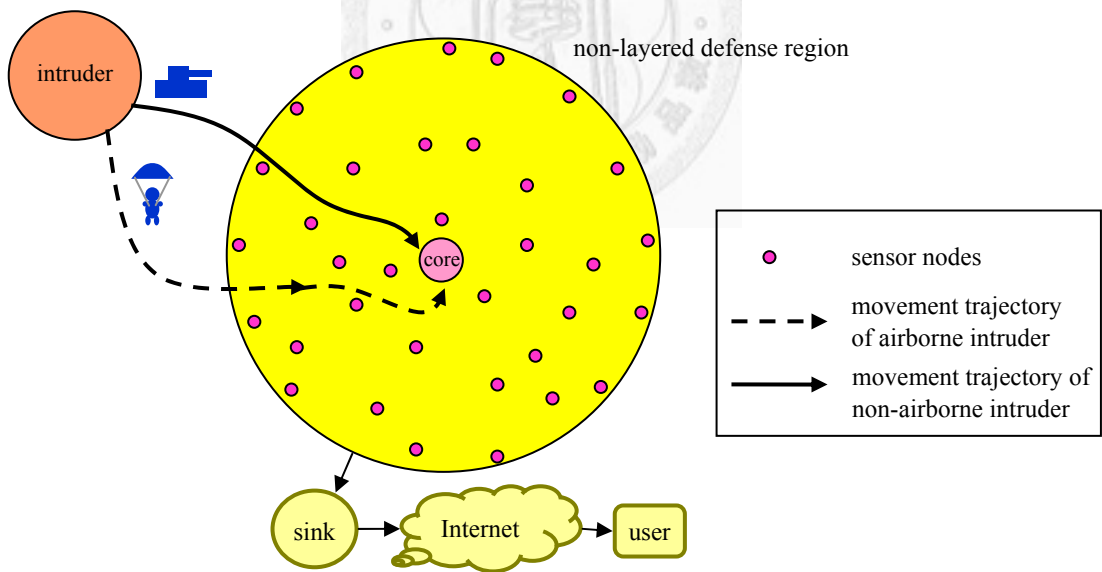 intruder
non-layered defense region
core
sensor nodes
movement trajectory
of airborne intruder
movement trajectory of
non-airborne intruder
sink
Internet
user